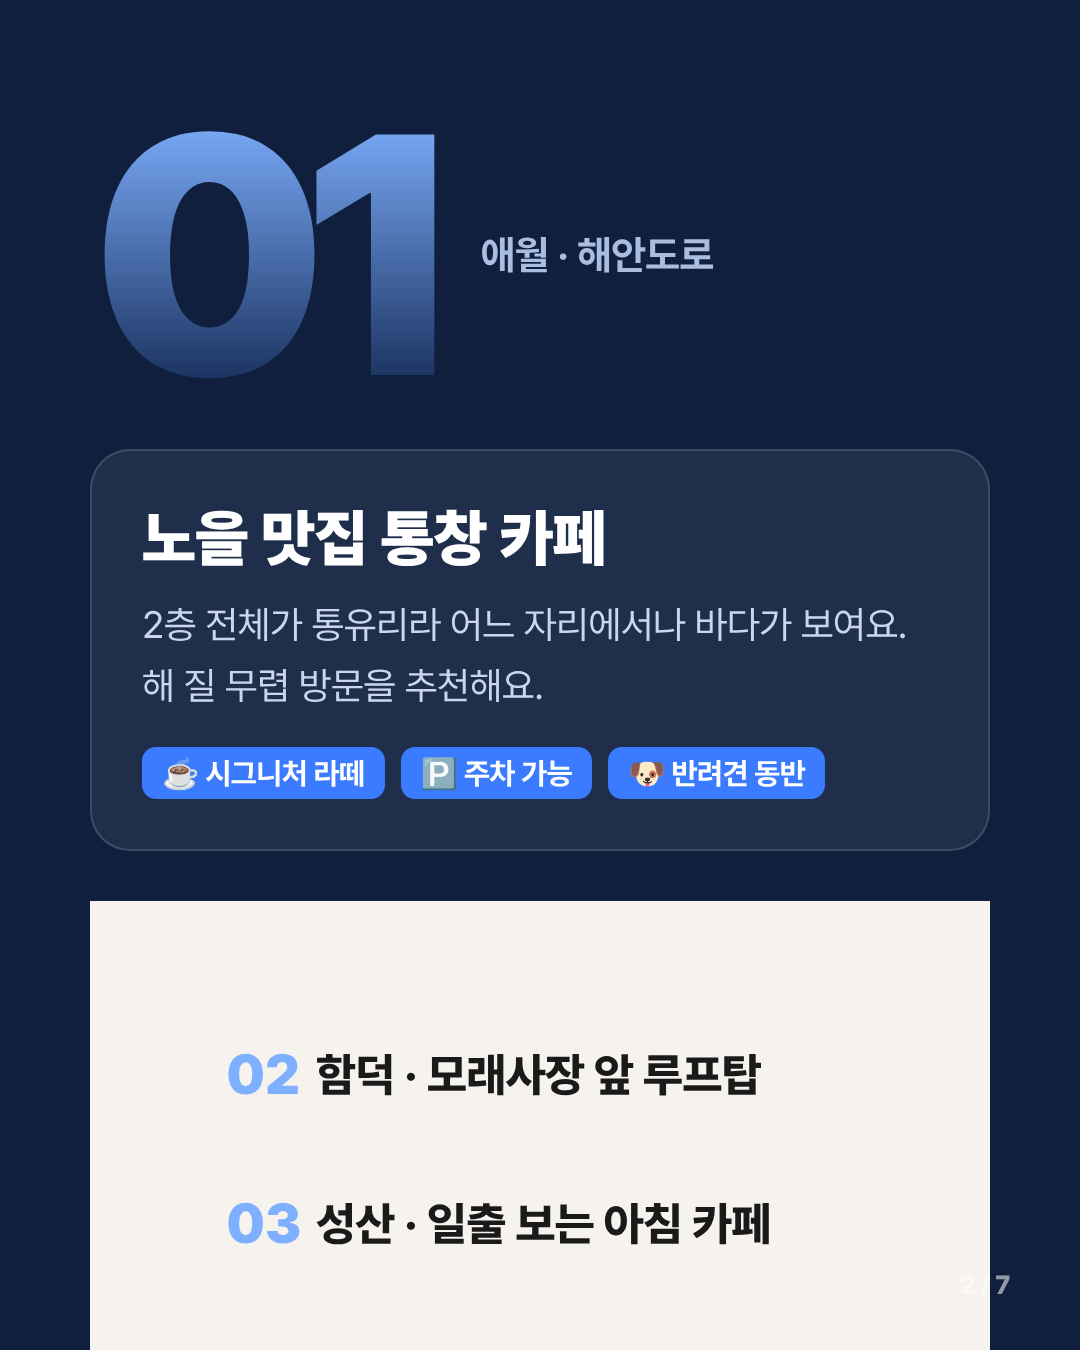 01
애월 · 해안도로
노을 맛집 통창 카페
2층 전체가 통유리라 어느 자리에서나 바다가 보여요.
해 질 무렵 방문을 추천해요.
☕ 시그니처 라떼 🅿️ 주차 가능 🐶 반려견 동반
02 함덕 · 모래사장 앞 루프탑
03 성산 · 일출 보는 아침 카페
2 / 7